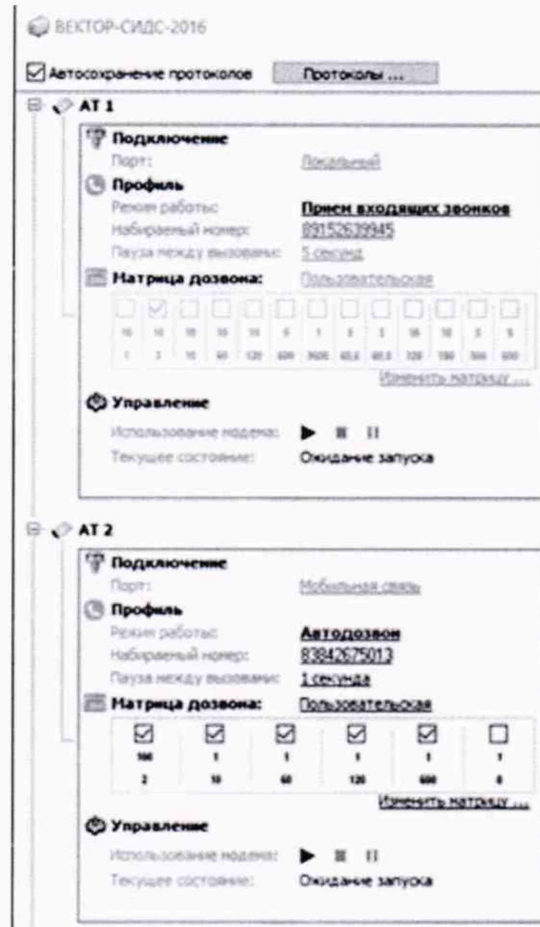 ВЕКТОР-СИДС-2016
Автосохранение протоколов Протоколы ...
АТ 1
Подключение
Порт: Локальный
Профиль
Режим работы: Прием входящих звонков
Набираемый номер: 89152639945
Пауза между вызовами: 5 секунд
Матрица дозвона: Пользовательская
Изменить матрицу ...
Управление
Использование модема:
Текущее состояние: Ожидание запуска
АТ 2
Подключение
Порт: Мобильная связь
Профиль
Режим работы: Автодозвон
Набираемый номер: 83842675013
Пауза между вызовами: 1 секунда
Матрица дозвона: Пользовательская
100 1 1 1 1 1
2 10 60 120 600 0
Изменить матрицу ...
Управление
Использование модема:
Текущее состояние: Ожидание запуска